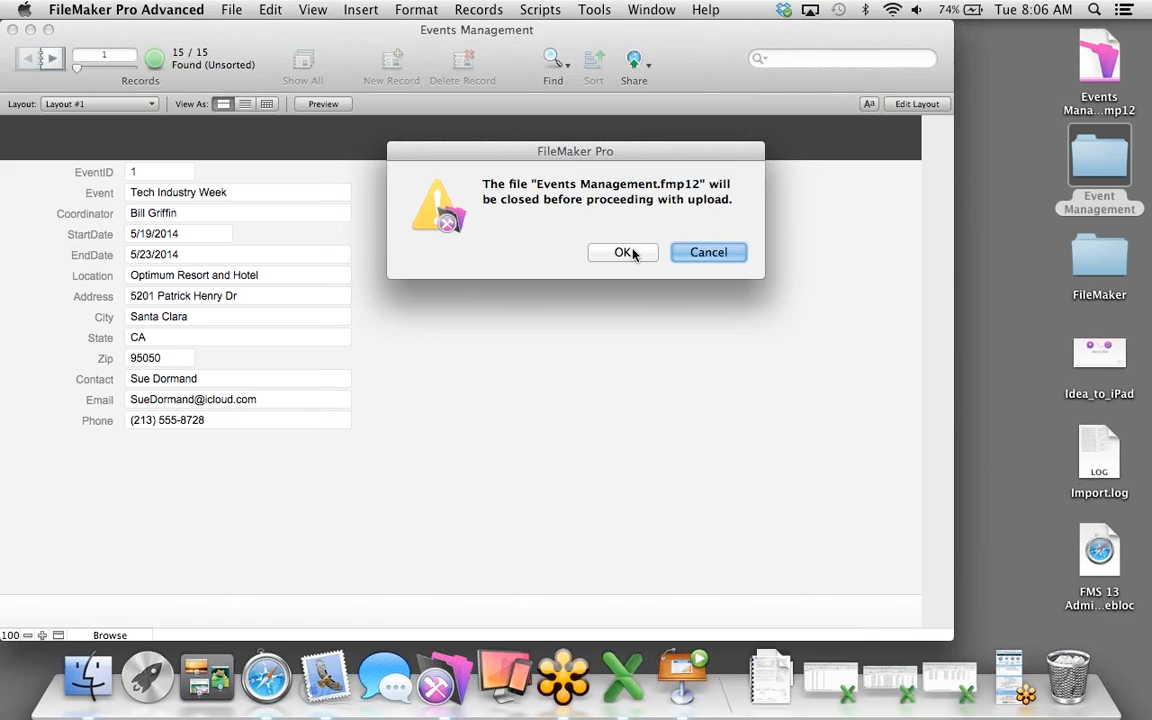 FileMaker Pro Advanced File Edit View Insert Format Records Scripts Tools Window Help 74% Tue 8:06 AM
Events Management
1
15 / 15
Found (Unsorted)
Records Show All New Record Delete Record Find Sort Share
Layout: Layout #1 View As: Preview Aa Edit Layout
EventID 1
Event Tech Industry Week
Coordinator Bill Griffin
StartDate 5/19/2014
EndDate 5/23/2014
Location Optimum Resort and Hotel
Address 5201 Patrick Henry Dr
City Santa Clara
State CA
Zip 95050
Contact Sue Dormand
Email SueDormand@icloud.com
Phone (213) 555-8728
FileMaker Pro
The file "Events Management.fmp12" will
be closed before proceeding with upload.
OK Cancel
Events
Mana...mp12
Event
Management
FileMaker
Idea_to_iPad
LOG
Import.log
FMS 13
Admi...ebloc
100 Browse